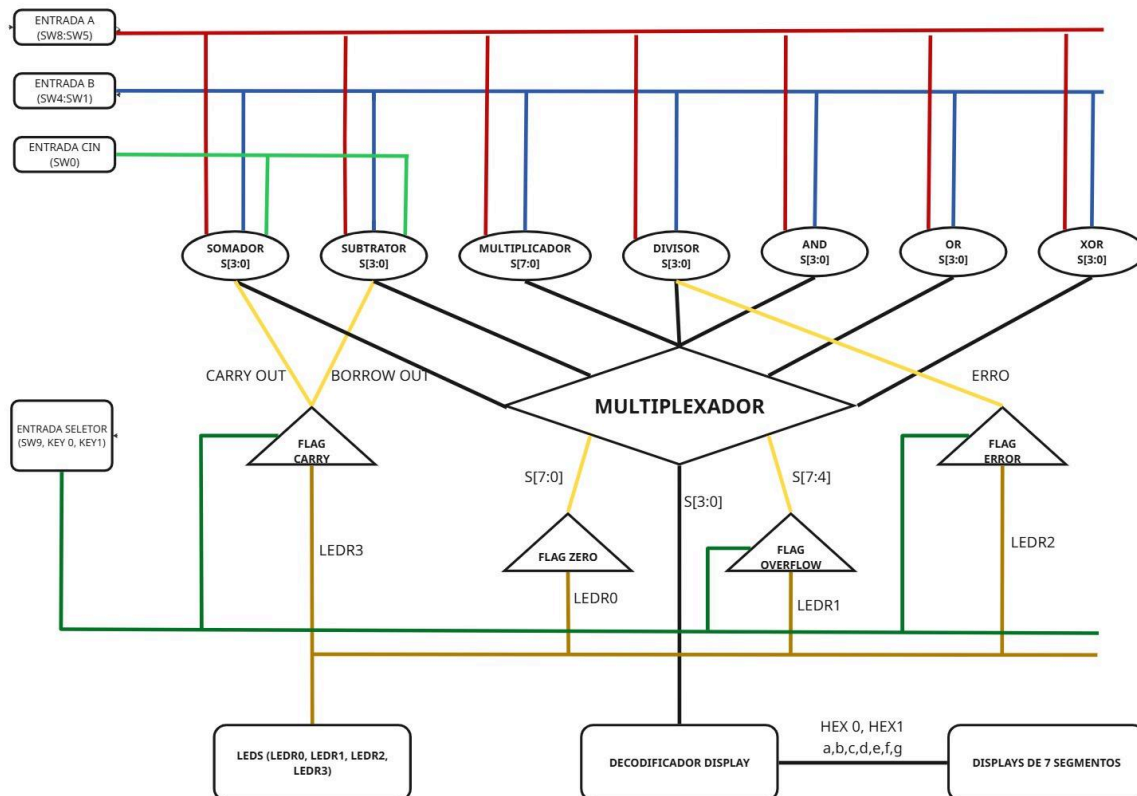 ENTRADA A
(SW8:SW5)
ENTRADA B
(SW4:SW1)
ENTRADA CIN
(SW0)
SOMADOR
S[3:0]
SUBTRATOR
S[3:0]
MULTIPLICADOR
S[7:0]
DIVISOR
S[3:0]
AND
S[3:0]
OR
S[3:0]
XOR
S[3:0]
CARRY OUT
BORROW OUT
ERRO
MULTIPLEXADOR
ENTRADA SELETOR
(SW9, KEY 0, KEY1)
FLAG
CARRY
FLAG
ERROR
S[7:0]
S[3:0]
S[7:4]
FLAG ZERO
FLAG
OVERFLOW
LEDR3
LEDR2
LEDR0
LEDR1
LEDS (LEDR0, LEDR1, LEDR2,
LEDR3)
DECODIFICADOR DISPLAY
HEX 0, HEX1
a,b,c,d,e,f,g
DISPLAYS DE 7 SEGMENTOS